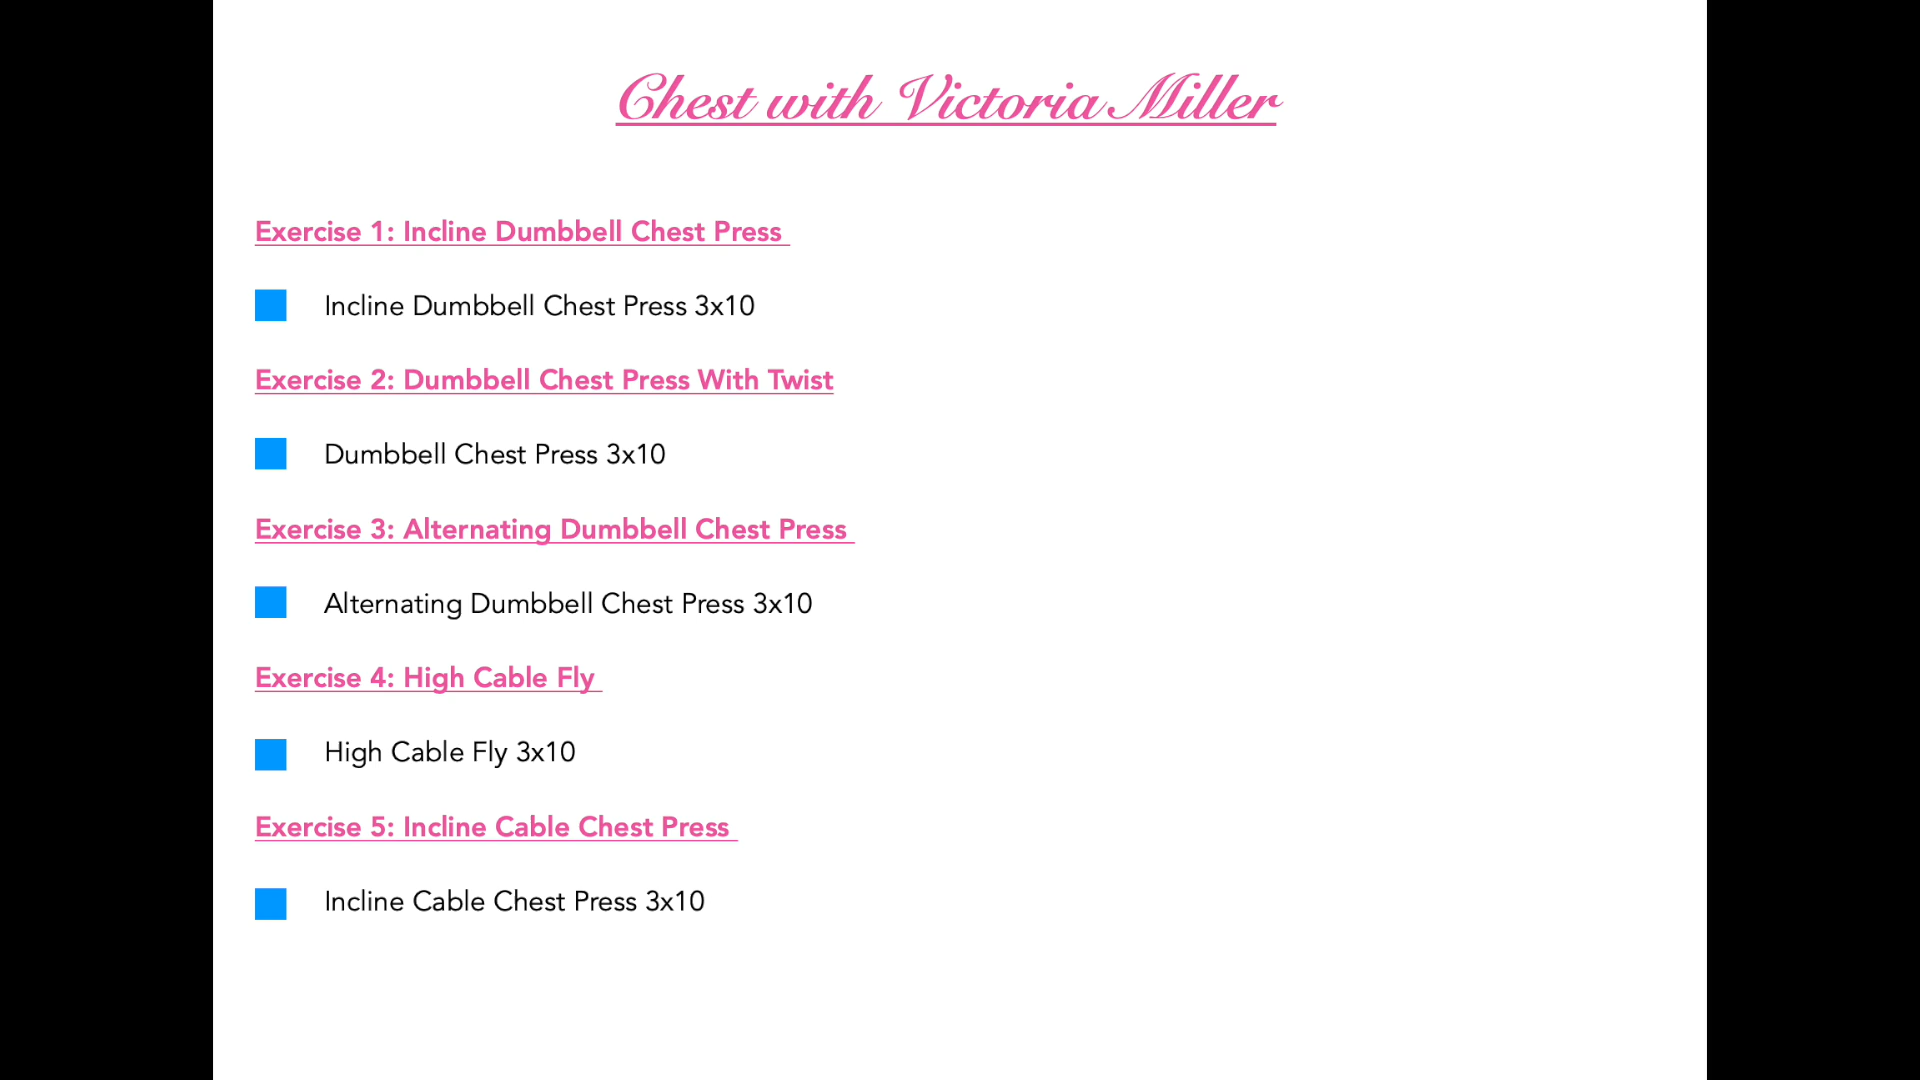 Chest with Victoria Miller
Exercise 1: Incline Dumbbell Chest Press
Incline Dumbbell Chest Press 3x10
Exercise 2: Dumbbell Chest Press With Twist
Dumbbell Chest Press 3x10
Exercise 3: Alternating Dumbbell Chest Press
Alternating Dumbbell Chest Press 3x10
Exercise 4: High Cable Fly
High Cable Fly 3x10
Exercise 5: Incline Cable Chest Press
Incline Cable Chest Press 3x10